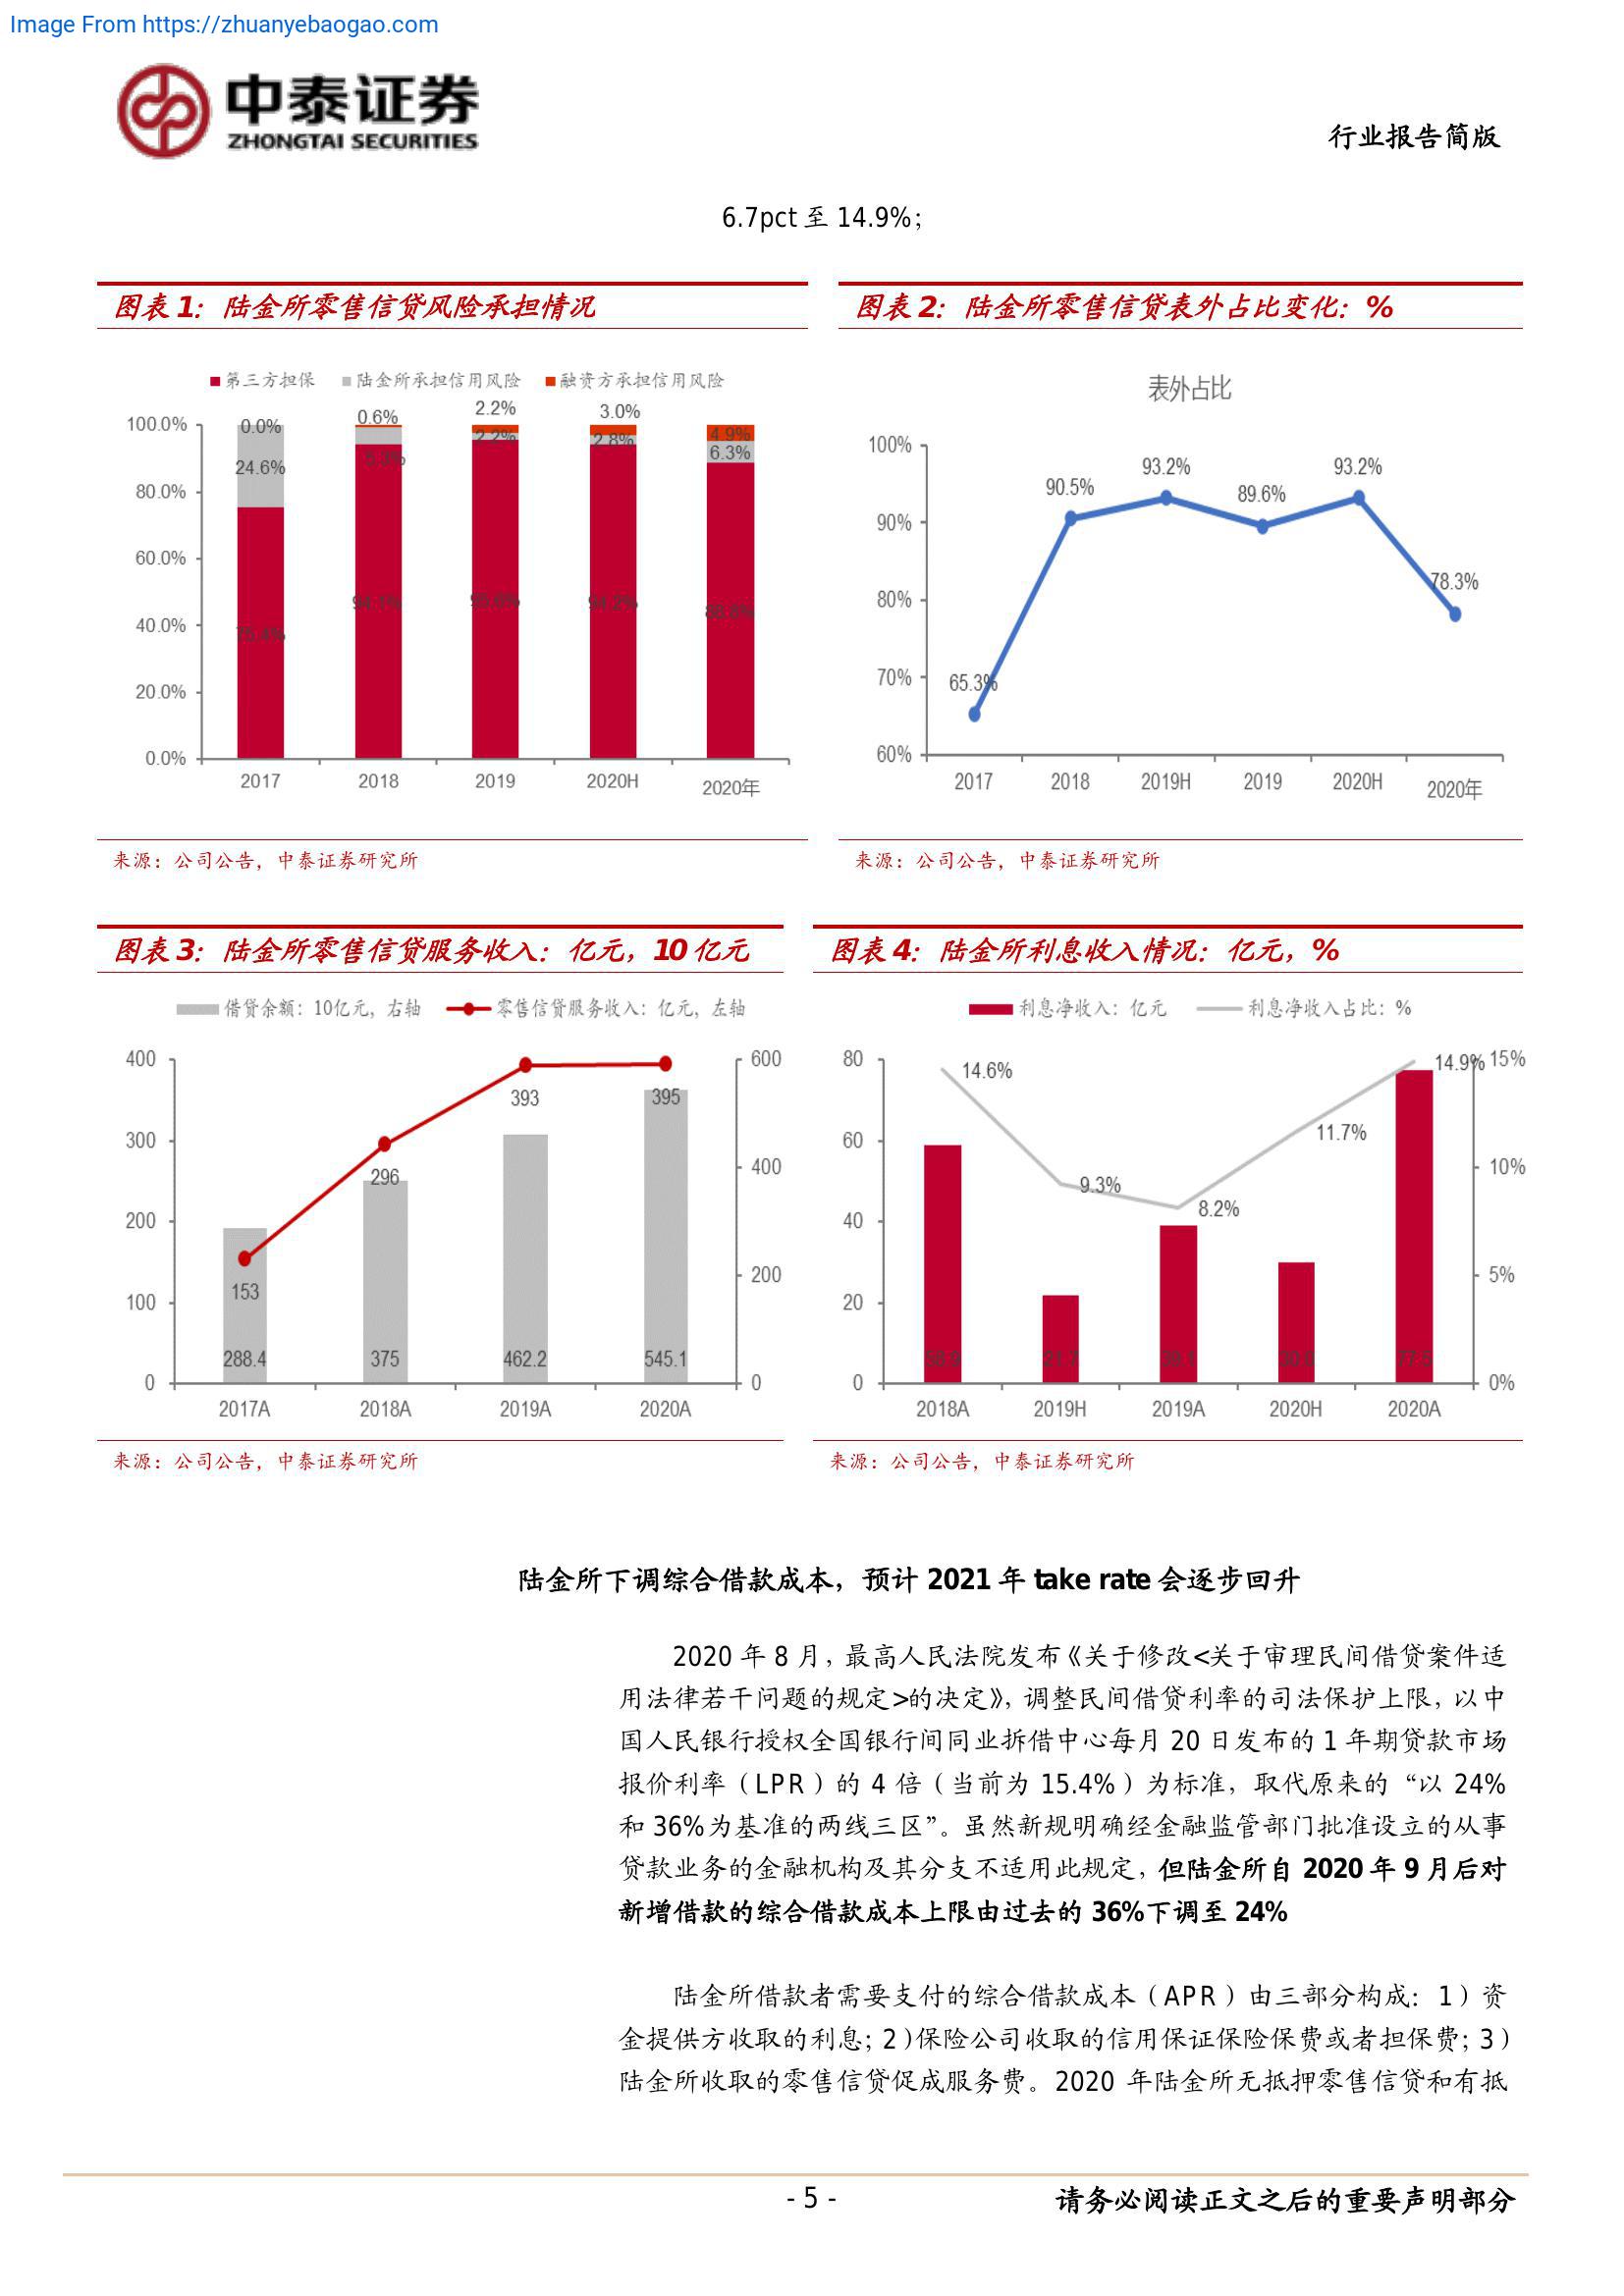 Image From https://zhuanyebaogao.com
中泰证券
ZHONGTAI SECURITIES
行业报告简版
6.7pct 至 14.9%；
图表 1：陆金所零售信贷风险承担情况
第三方担保 陆金所承担信用风险 融资方承担信用风险
100.0%
80.0%
60.0%
40.0%
20.0%
0.0%
0.0% 0.6% 2.2% 3.0% 4.9%
24.6% 5.3% 2.2% 2.8% 6.3%
75.4% 94.1% 95.6% 94.2% 88.8%
2017 2018 2019 2020H 2020年
来源：公司公告，中泰证券研究所
图表 2：陆金所零售信贷表外占比变化：%
表外占比
100%
90%
80%
70%
60%
65.3% 90.5% 93.2% 89.6% 93.2% 78.3%
2017 2018 2019H 2019 2020H 2020年
来源：公司公告，中泰证券研究所
图表 3：陆金所零售信贷服务收入：亿元，10 亿元
借贷余额：10亿元，右轴 零售信贷服务收入：亿元，左轴
400
300
200
100
0
600
400
200
0
153 296 393 395
288.4 375 462.2 545.1
2017A 2018A 2019A 2020A
来源：公司公告，中泰证券研究所
图表 4：陆金所利息收入情况：亿元，%
利息净收入：亿元 利息净收入占比：%
80
60
40
20
0
15%
10%
5%
0%
14.6% 9.3% 8.2% 11.7% 14.9%
58.9 21.7 39.1 30.0 77.5
2018A 2019H 2019A 2020H 2020A
来源：公司公告，中泰证券研究所
陆金所下调综合借款成本，预计 2021 年 take rate 会逐步回升
2020 年 8 月，最高人民法院发布《关于修改<关于审理民间借贷案件适
用法律若干问题的规定>的决定》，调整民间借贷利率的司法保护上限，以中
国人民银行授权全国银行间同业拆借中心每月 20 日发布的 1 年期贷款市场
报价利率（LPR）的 4 倍（当前为 15.4%）为标准，取代原来的“以 24%
和 36%为基准的两线三区”。虽然新规明确经金融监管部门批准设立的从事
贷款业务的金融机构及其分支不适用此规定，但陆金所自 2020 年 9 月后对
新增借款的综合借款成本上限由过去的 36%下调至 24%
陆金所借款者需要支付的综合借款成本（APR）由三部分构成：1）资
金提供方收取的利息；2）保险公司收取的信用保证保险保费或者担保费；3）
陆金所收取的零售信贷促成服务费。2020 年陆金所无抵押零售信贷和有抵
- 5 -
请务必阅读正文之后的重要声明部分